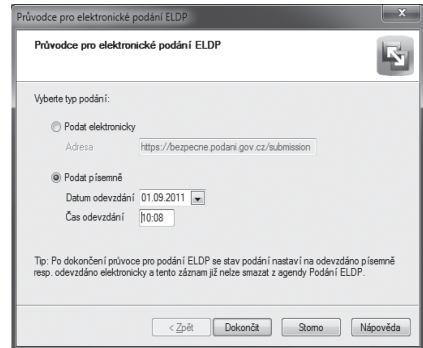 Průvodce pro elektronické podání ELDP
x
Průvodce pro elektronické podání ELDP
Vyberte typ podání:
Podat elektronicky
Adresa https://bezpecne.podani.gov.cz/submission
Podat písemně
Datum odevzdání 01.09.2011
Čas odevzdání 10:08
Tip: Po dokončení průvoce pro podání ELDP se stav podání nastaví na odevzdáno písemně
resp. odevzdáno elektronicky a tento záznam již nelze smazat z agendy Podání ELDP.
< Zpět Dokončit Storno Nápověda